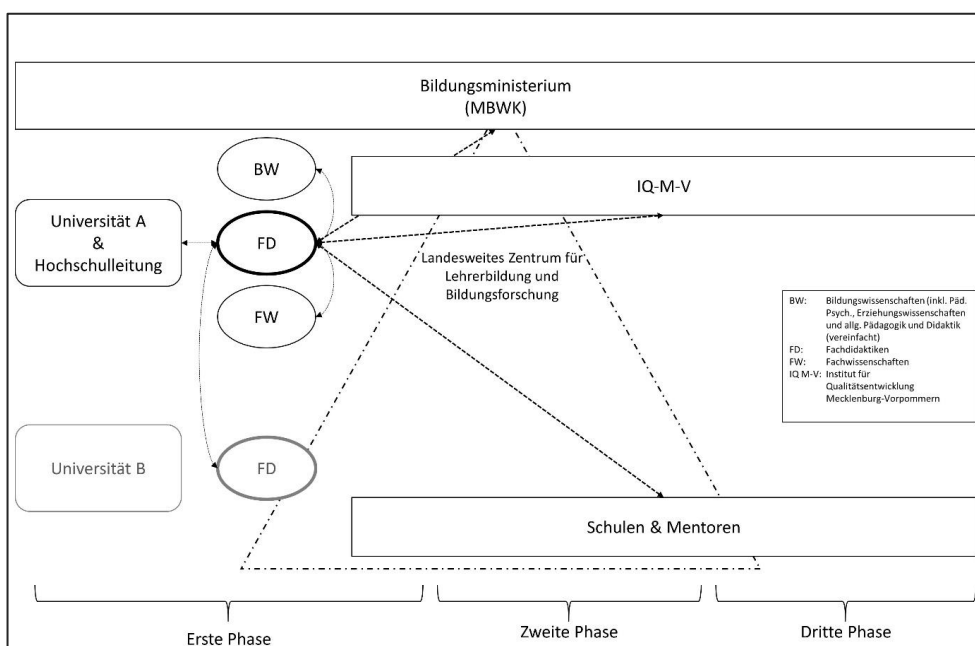 Bildungsministerium
(MBWK)
BW
IQ-M-V
Universität A
&
Hochschulleitung
FD
Landesweites Zentrum für
Lehrerbildung und
Bildungsforschung
FW
BW: Bildungswissenschaften (inkl. Päd.
Psych., Erziehungswissenschaften
und allg. Pädagogik und Didaktik
(vereinfacht)
FD: Fachdidaktiken
FW: Fachwissenschaften
IQ M-V: Institut für
Qualitätsentwicklung
Mecklenburg-Vorpommern
Universität B
FD
Schulen & Mentoren
Erste Phase
Zweite Phase
Dritte Phase